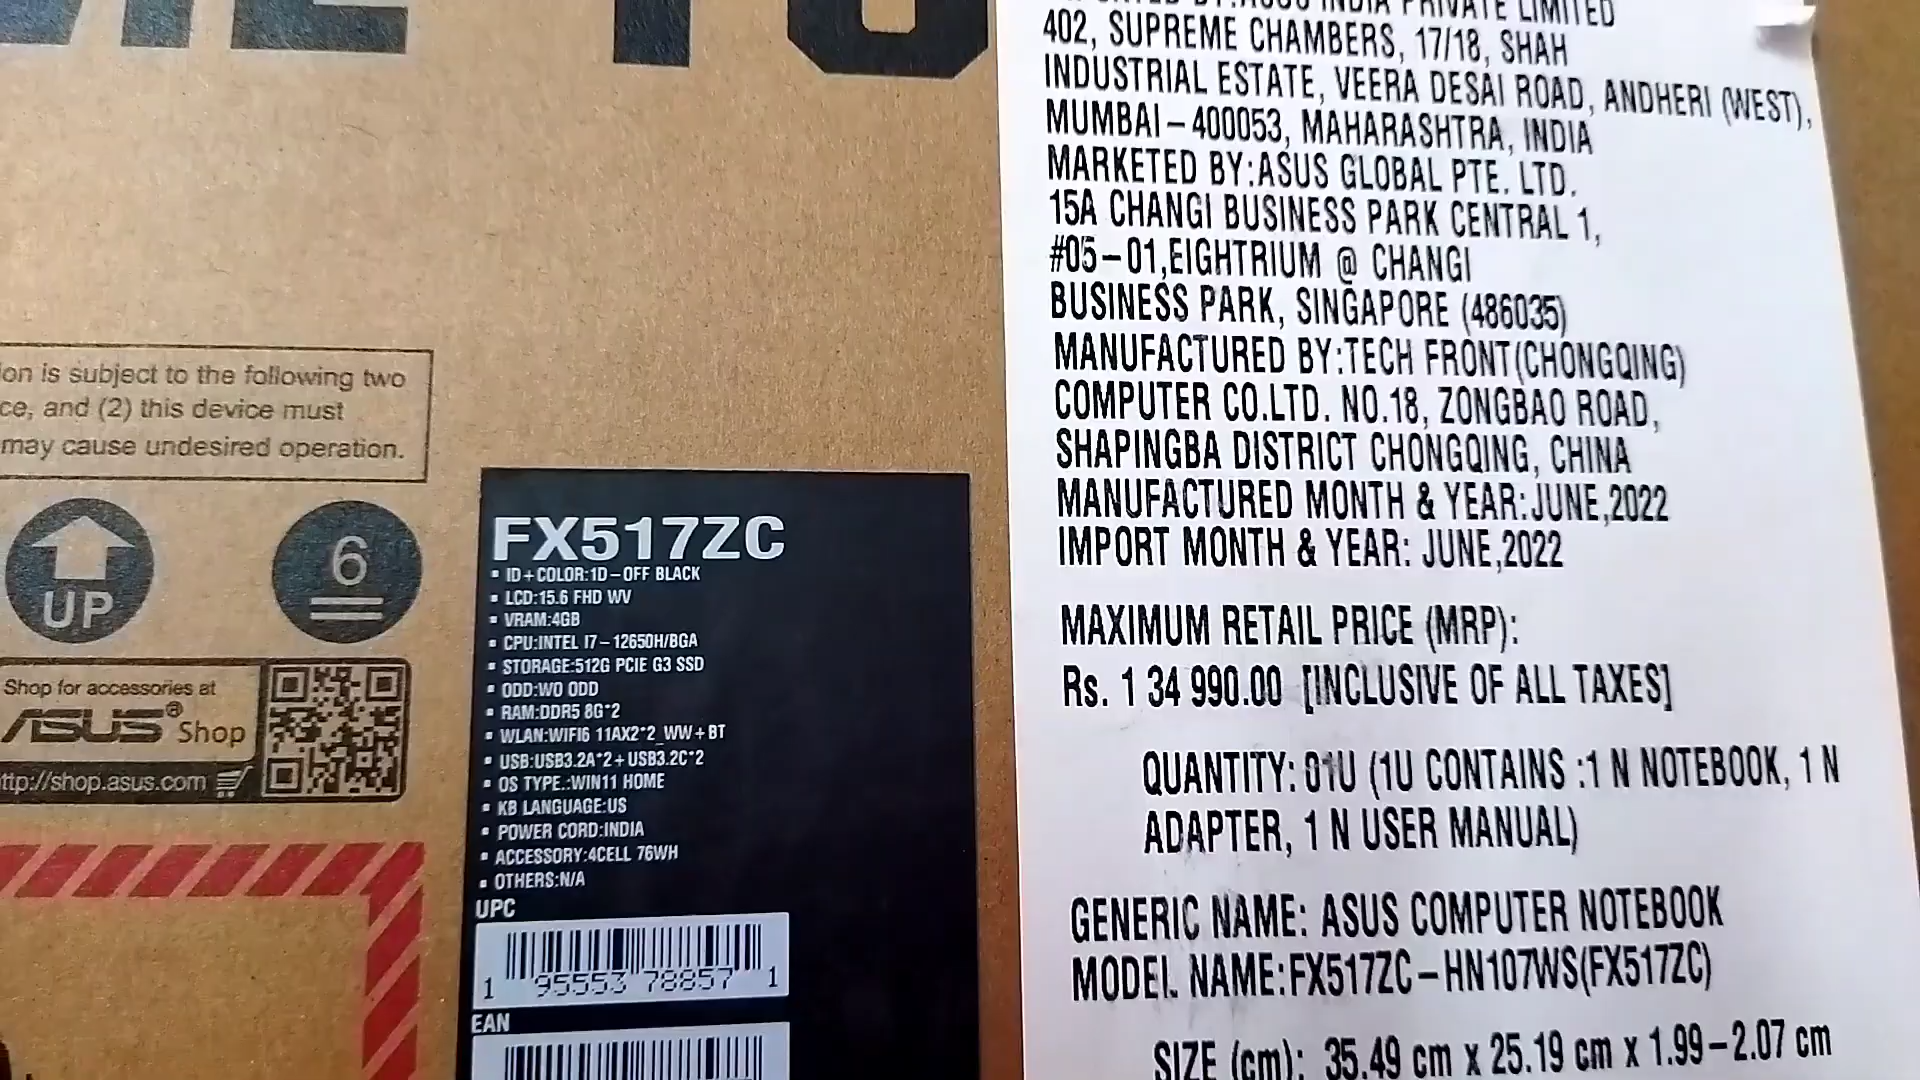 402, SUPREME CHAMBERS, 17/18, SHAH
INDUSTRIAL ESTATE, VEERA DESAI ROAD, ANDHERI (WEST),
MUMBAI-400053, MAHARASHTRA, INDIA
MARKETED BY:ASUS GLOBAL PTE. LTD.
15A CHANGI BUSINESS PARK CENTRAL 1,
#05-01,EIGHTRIUM @ CHANGI
BUSINESS PARK, SINGAPORE (486035)
MANUFACTURED BY:TECH FRONT(CHONGQING)
COMPUTER CO.LTD. NO.18, ZONGBAO ROAD,
SHAPINGBA DISTRICT CHONGQING, CHINA
MANUFACTURED MONTH & YEAR:JUNE,2022
IMPORT MONTH & YEAR: JUNE,2022
MAXIMUM RETAIL PRICE (MRP):
Rs. 1 34 990.00 [INCLUSIVE OF ALL TAXES]
QUANTITY: 01U (1U CONTAINS :1 N NOTEBOOK, 1 N
ADAPTER, 1 N USER MANUAL)
GENERIC NAME: ASUS COMPUTER NOTEBOOK
MODEL NAME:FX517ZC-HN107WS(FX517ZC)
SIZE (cm): 35.49 cm x 25.19 cm x 1.99-2.07 cm
ion is subject to the following two
ce, and (2) this device must
may cause undesired operation.
UP
6
Shop for accessories at
ASUS® Shop
ttp://shop.asus.com
FX517ZC
▪ ID+COLOR:1D-OFF BLACK
▪ LCD:15.6 FHD WV
▪ VRAM:4GB
▪ CPU:INTEL I7-12650H/BGA
▪ STORAGE:512G PCIE G3 SSD
▪ ODD:WO ODD
▪ RAM:DDR5 8G*2
▪ WLAN:WIFI6 11AX2*2_WW+BT
▪ USB:USB3.2A*2+USB3.2C*2
▪ OS TYPE.:WIN11 HOME
▪ KB LANGUAGE:US
▪ POWER CORD:INDIA
▪ ACCESSORY:4CELL 76WH
▪ OTHERS:N/A
UPC
1 95553 78857 1
EAN